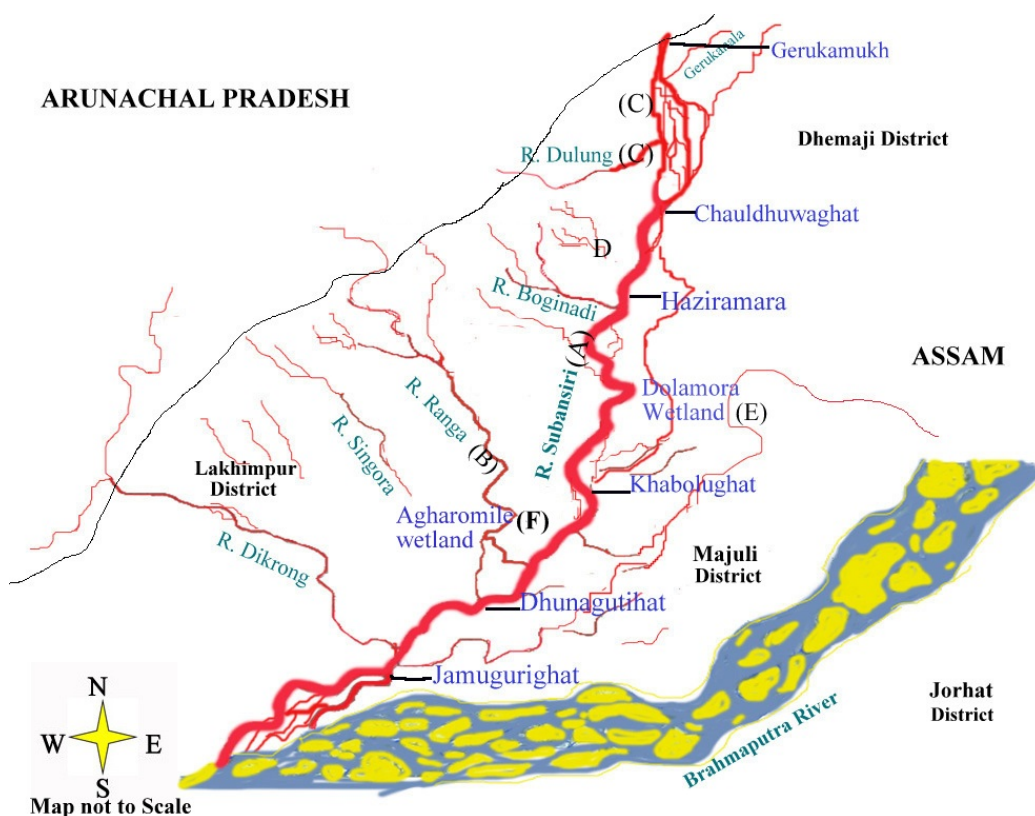 Gerukamukh
Gerukanala
ARUNACHAL PRADESH
(C)
Dhemaji District
R. Dulung (C)
Chauldhuwaghat
D
R. Boginadi
Haziramara
(A)
ASSAM
R. Subansiri
Dolamora
Wetland (E)
R. Ranga
(B)
R. Singora
Lakhimpur
District
Khabolughat
Agharomile
wetland
(F)
R. Dikrong
Majuli
District
Dhunagutihat
Jamugurighat
Jorhat
District
Brahmaputra River
N
W E
S
Map not to Scale